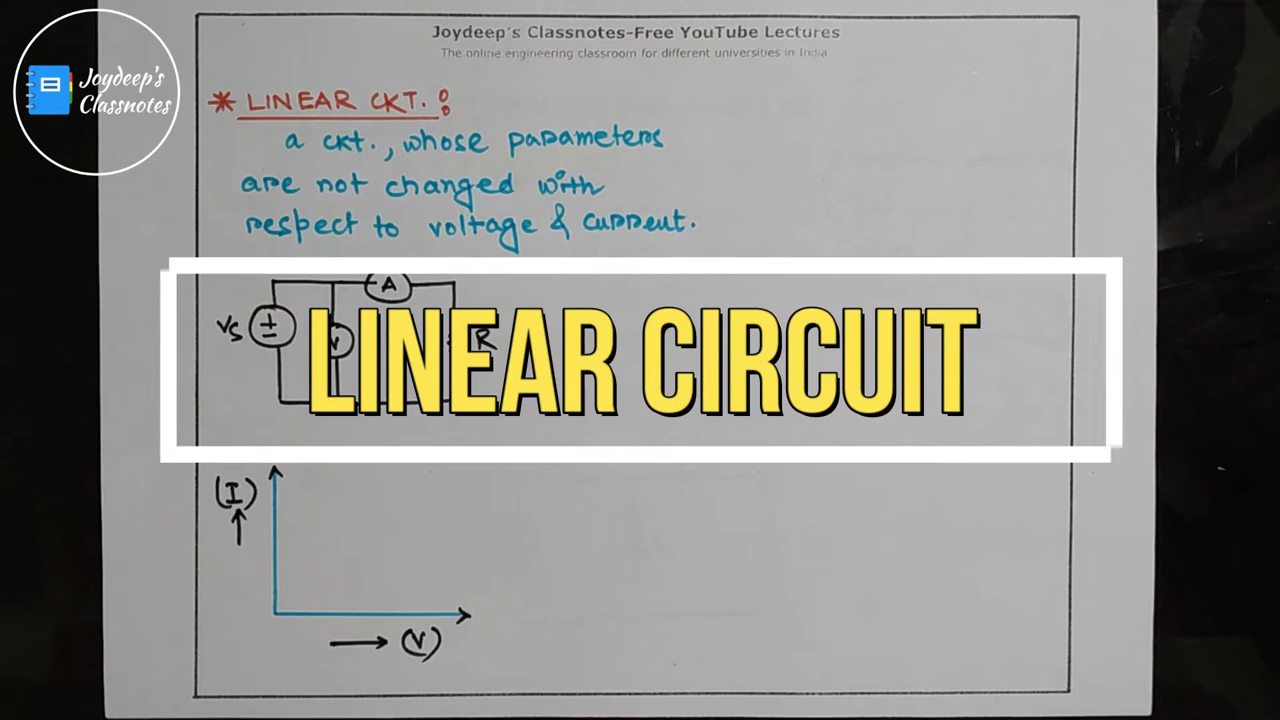 Joydeep's Classnotes-Free YouTube Lectures
The online engineering classroom for different universities in India
Joydeep's
Classnotes
* LINEAR CKT. :
a ckt., whose parameters
are not changed with
respect to voltage & current.
A
Vs
V
R
LINEAR CIRCUIT
(I)
(V)